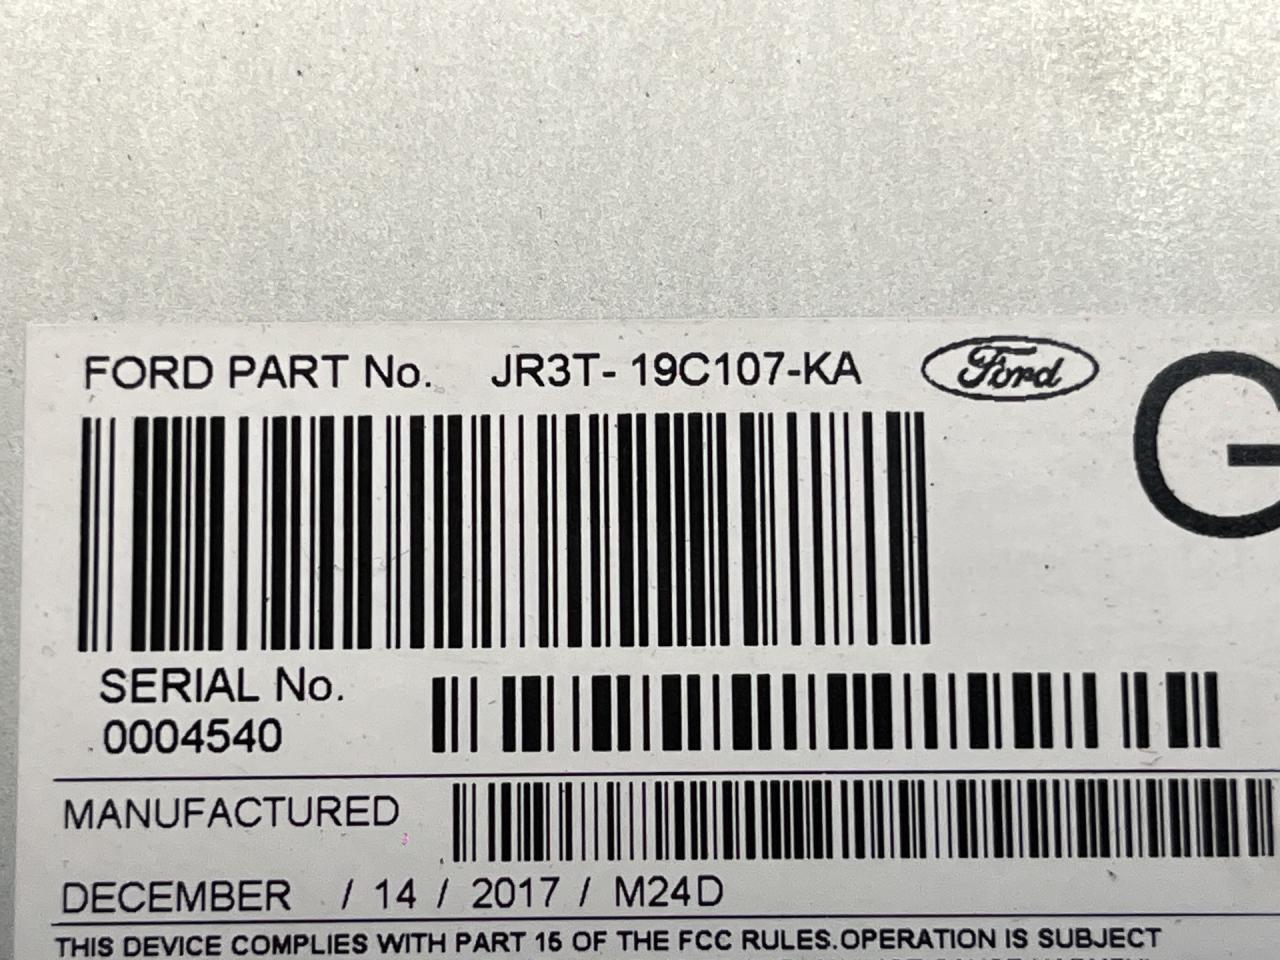 FORD PART No. JR3T- 19C107-KA Ford
G
SERIAL No.
0004540
MANUFACTURED
DECEMBER / 14 / 2017 / M24D
THIS DEVICE COMPLIES WITH PART 15 OF THE FCC RULES.OPERATION IS SUBJECT